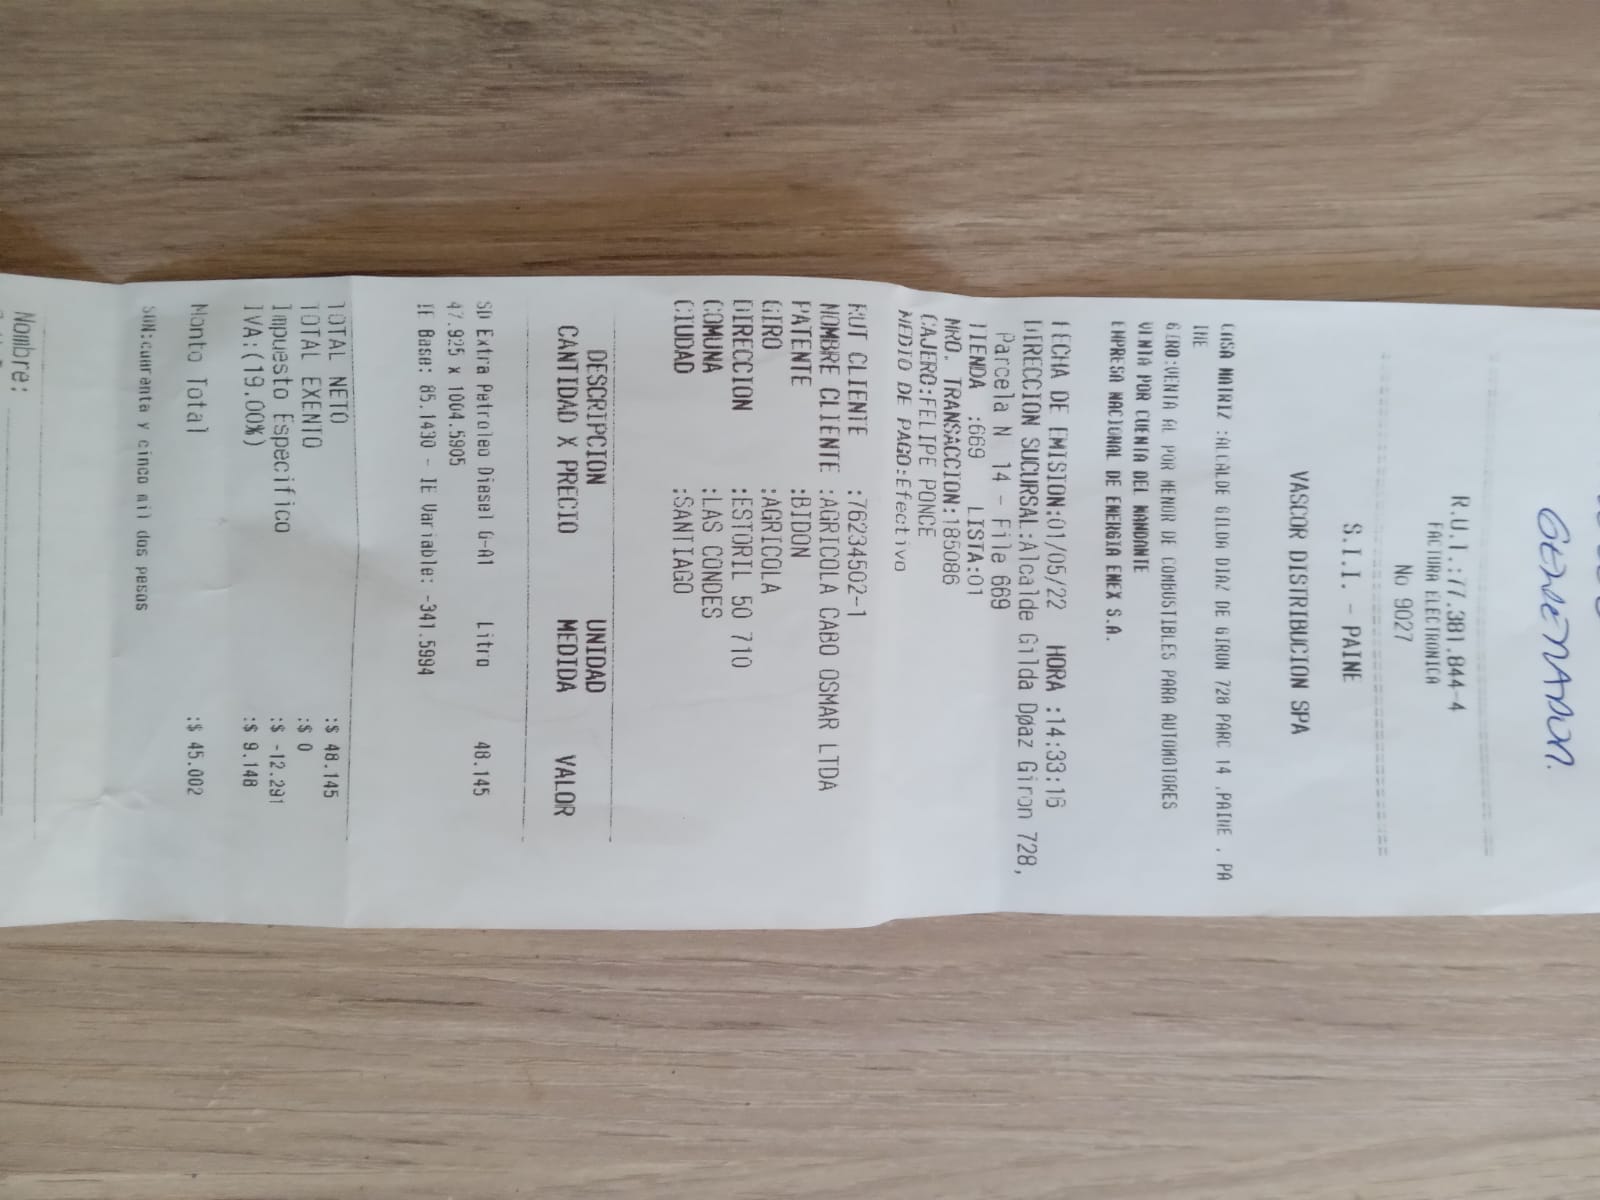 GENERADOR.
R.U.T.:77.381.844-4
FACTURA ELECTRONICA
No 9027
S.I.I. - PAINE
VASCOR DISTRIBUCION SPA
CASA MATRIZ :ALCALDE GILDA DIAZ DE GIRON 728 PARC 14 .PAINE . PA
INE
GIRO:VENTA AL POR MENOR DE COMBUSTIBLES PARA AUTOMOTORES
VENTA POR CUENTA DEL MANDANTE
EMPRESA NACIONAL DE ENERGIA ENEX S.A.
FECHA DE EMISION:01/05/22 HORA :14:33:16
DIRECCION SUCURSAL:Alcalde Gilda Døaz Giron 728,
Parcela N 14 - File 669
TIENDA :669 LISTA:01
NRO. TRANSACCION:185086
CAJERO:FELIPE PONCE
MEDIO DE PAGO:Efectivo
RUT CLIENTE :76234502-1
NOMBRE CLIENTE :AGRICOLA CABO OSMAR LTDA
PATENTE :BIDON
GIRO :AGRICOLA
DIRECCION :ESTORIL 50 710
COMUNA :LAS CONDES
CIUDAD :SANTIAGO
DESCRIPCION UNIDAD
CANTIDAD X PRECIO MEDIDA VALOR
SD Extra Petroleo Diesel G-A1 Litro 48.145
47.925 x 1004.5905
IE Base: 85.1430 - IE Variable: -341.5994
TOTAL NETO :$ 48.145
TOTAL EXENTO :$ 0
Impuesto Especifico :$ -12.291
IVA:(19.00%) :$ 9.148
Monto Total :$ 45.002
SON:cuarenta y cinco mil dos pesos
Nombre: